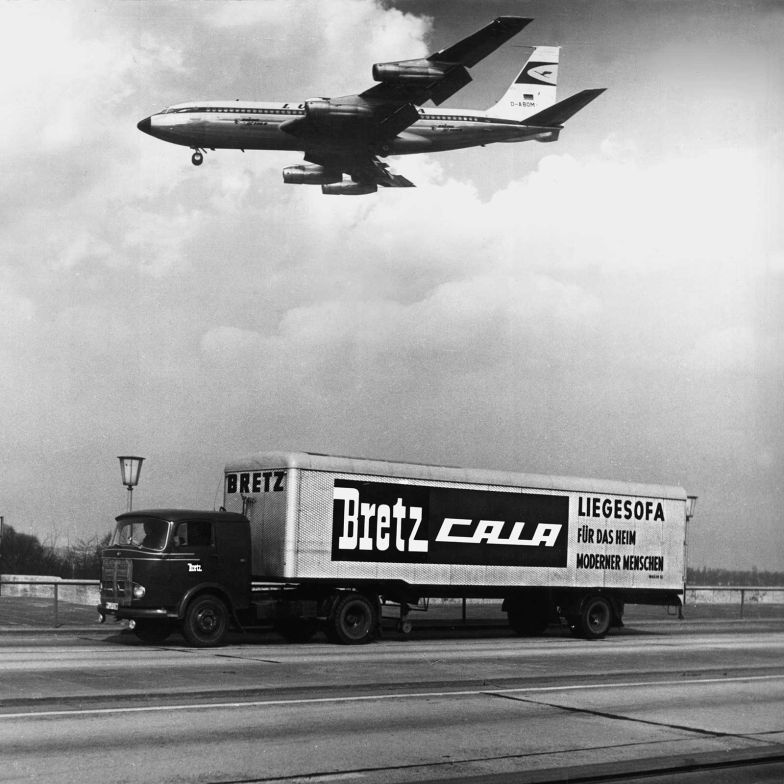 D-ABOM
BRETZ
Bretz CALA
LIEGESOFA
FÜR DAS HEIM
MODERNER MENSCHEN
Bretz